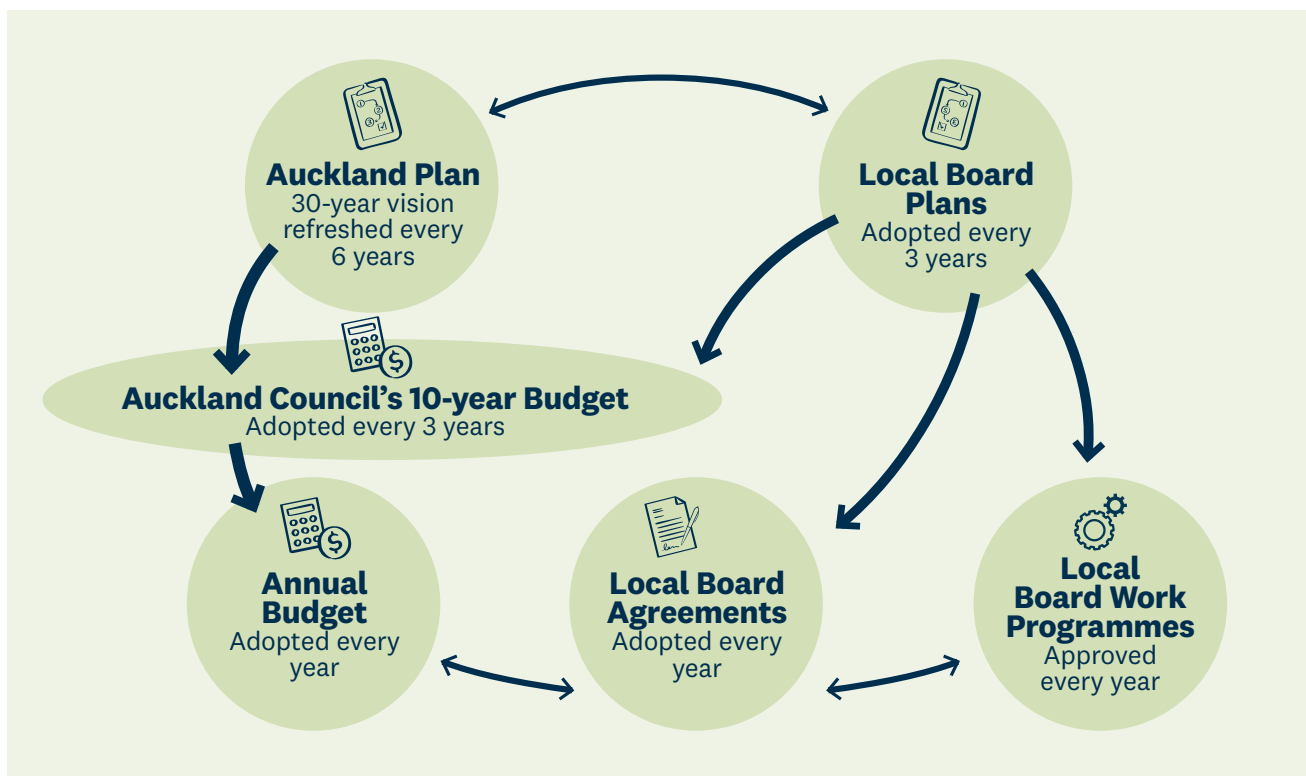 Auckland Plan
30-year vision
refreshed every
6 years
Local Board
Plans
Adopted every
3 years
$
Auckland Council’s 10-year Budget
Adopted every 3 years
$
Annual
Budget
Adopted every
year
Local Board
Agreements
Adopted every
year
Local
Board Work
Programmes
Approved
every year